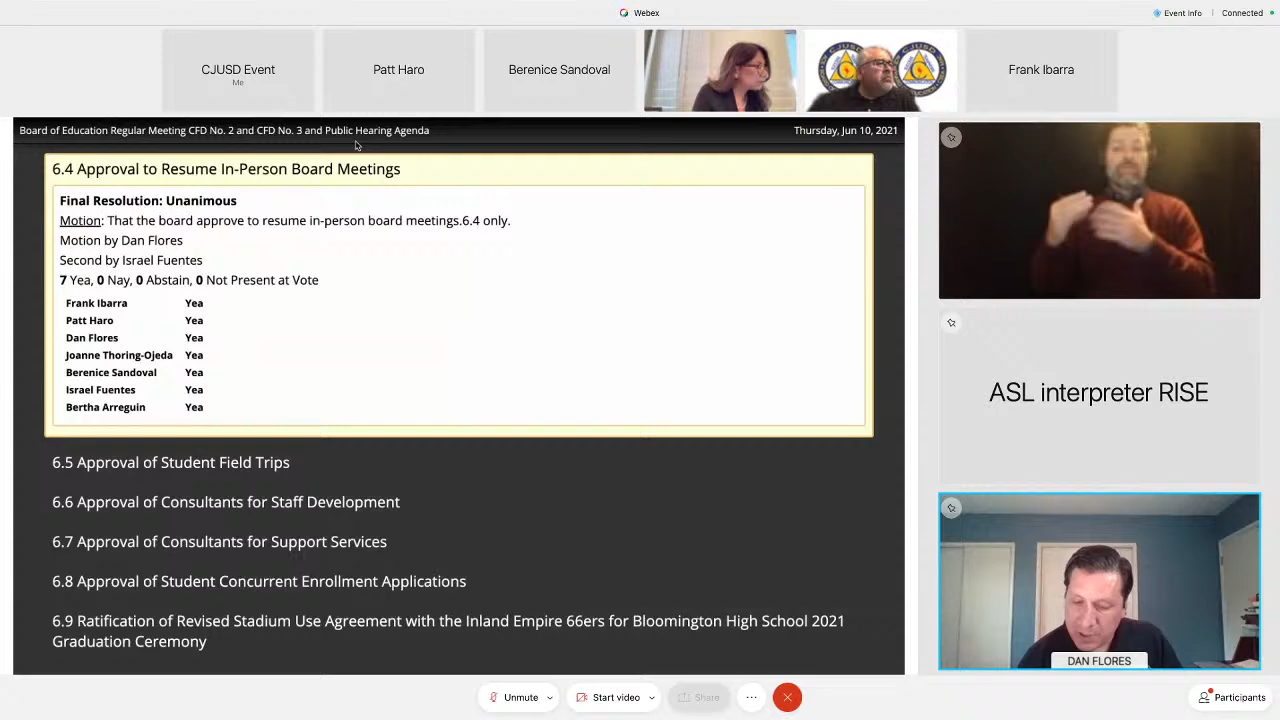 Webex
Event Info
Connected
CJUSD Event
Me
Patt Haro
Berenice Sandoval
CJUSD
CJUSD
Frank Ibarra
Board of Education Regular Meeting CFD No. 2 and CFD No. 3 and Public Hearing Agenda
Thursday, Jun 10, 2021
6.4 Approval to Resume In-Person Board Meetings
Final Resolution: Unanimous
Motion: That the board approve to resume in-person board meetings.6.4 only.
Motion by Dan Flores
Second by Israel Fuentes
7 Yea, 0 Nay, 0 Abstain, 0 Not Present at Vote
Frank Ibarra Yea
Patt Haro Yea
Dan Flores Yea
Joanne Thoring-Ojeda Yea
Berenice Sandoval Yea
Israel Fuentes Yea
Bertha Arreguin Yea
6.5 Approval of Student Field Trips
6.6 Approval of Consultants for Staff Development
6.7 Approval of Consultants for Support Services
6.8 Approval of Student Concurrent Enrollment Applications
6.9 Ratification of Revised Stadium Use Agreement with the Inland Empire 66ers for Bloomington High School 2021
Graduation Ceremony
ASL interpreter RISE
DAN FLORES
Unmute
Start video
Share
Participants